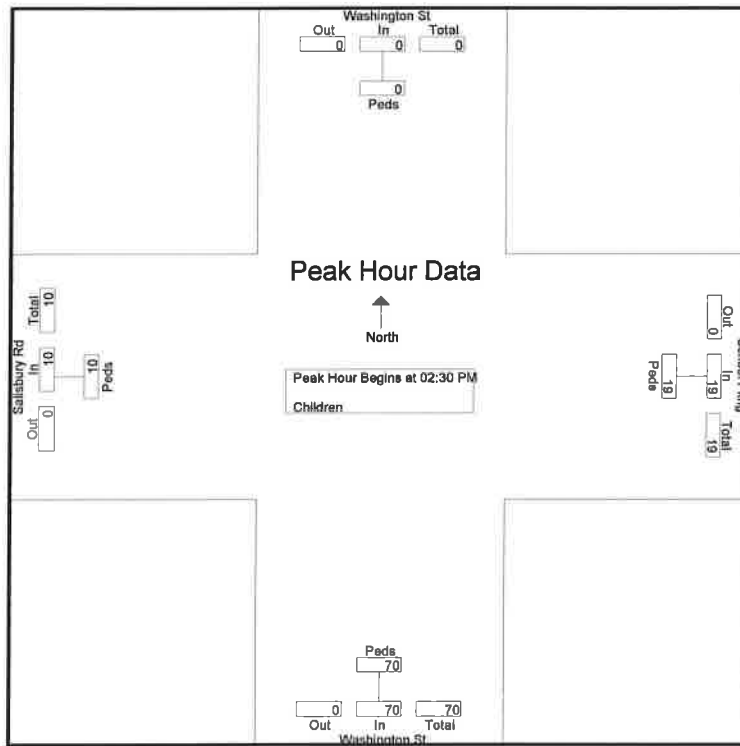 Washington St
Out In Total
0 0 0
0
Peds
Peak Hour Data
North
Peak Hour Begins at 02:30 PM
Children
Salisbury Rd
Out In Total
0 10 10
10
Peds
Out In Total
0 19 19
19
Peds
Peds
70
0 70 70
Out In Total
Washington St